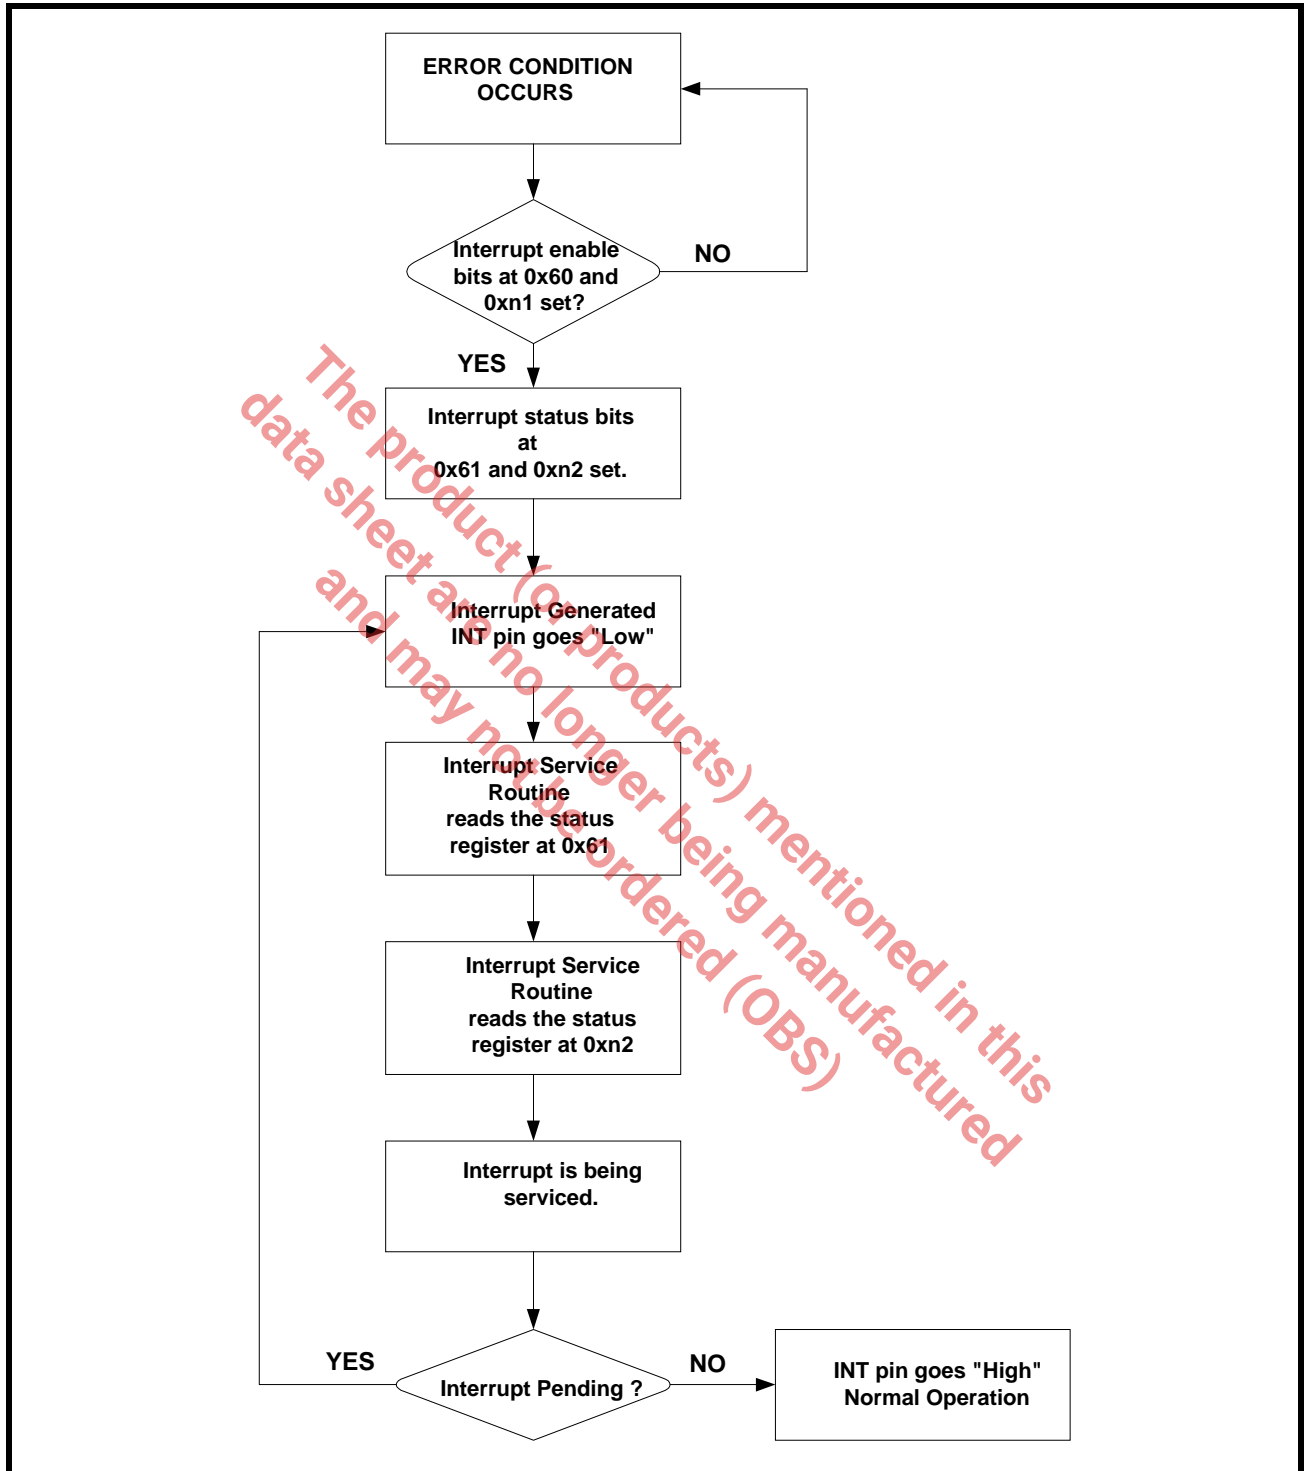 ERROR CONDITION
OCCURS
Interrupt enable
bits at 0x60 and
0xn1 set?
NO
YES
Interrupt status bits
at
0x61 and 0xn2 set.
Interrupt Generated
INT pin goes "Low"
Interrupt Service
Routine
reads the status
register at 0x61
Interrupt Service
Routine
reads the status
register at 0xn2
Interrupt is being
serviced.
YES
Interrupt Pending ?
NO
INT pin goes "High"
Normal Operation
The product (or products) mentioned in this
data sheet are no longer being manufactured
and may not be ordered (OBS)